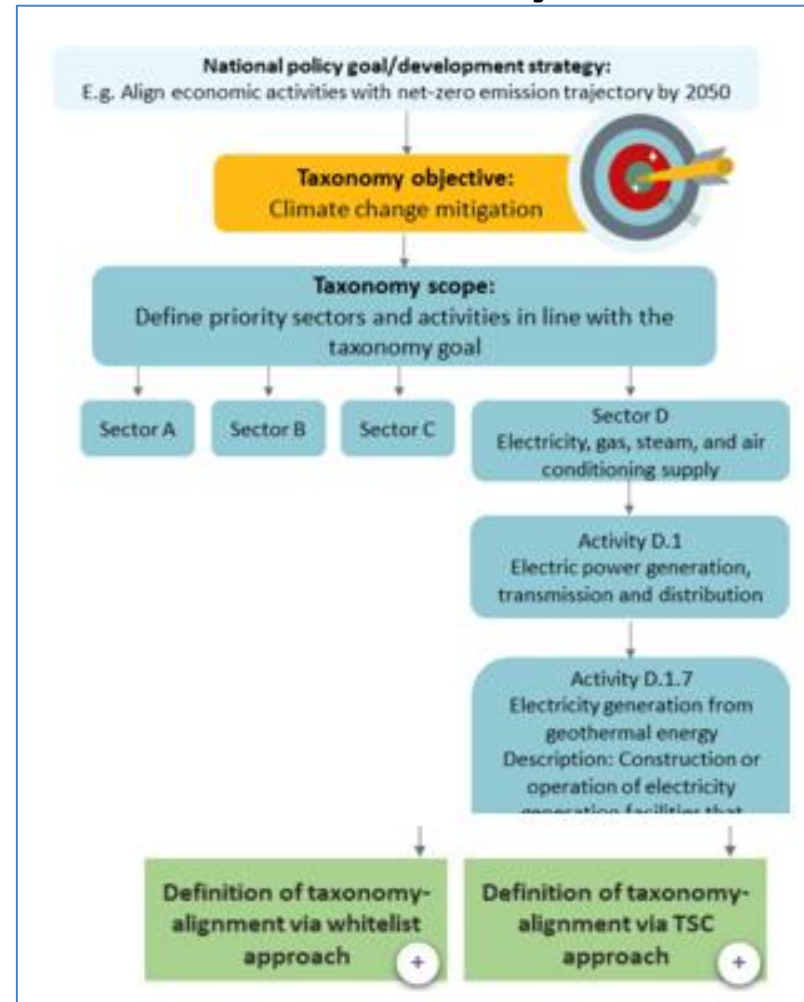 National policy goal/development strategy:
E.g. Align economic activities with net-zero emission trajectory by 2050
Taxonomy objective:
Climate change mitigation
Taxonomy scope:
Define priority sectors and activities in line with the
taxonomy goal
Sector A
Sector B
Sector C
Sector D
Electricity, gas, steam, and air
conditioning supply
Activity D.1
Electric power generation,
transmission and distribution
Activity D.1.7
Electricity generation from
geothermal energy
Description: Construction or
operation of electricity
generation facilities that
Definition of taxonomy-
alignment via whitelist
approach
+
Definition of taxonomy-
alignment via TSC
approach
+